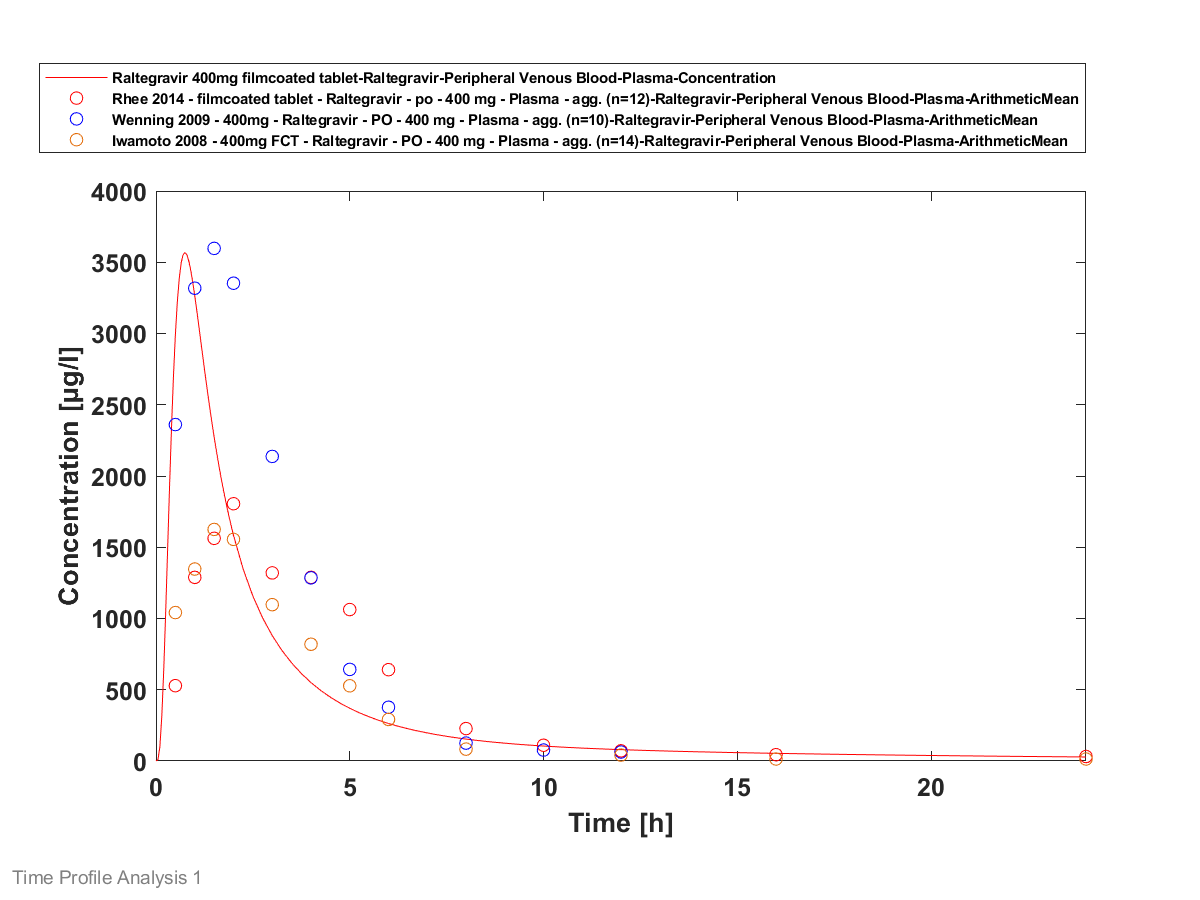 Raltegravir 400mg filmcoated tablet-Raltegravir-Peripheral Venous Blood-Plasma-Concentration
Rhee 2014 - filmcoated tablet - Raltegravir - po - 400 mg - Plasma - agg. (n=12)-Raltegravir-Peripheral Venous Blood-Plasma-ArithmeticMean
Wenning 2009 - 400mg - Raltegravir - PO - 400 mg - Plasma - agg. (n=10)-Raltegravir-Peripheral Venous Blood-Plasma-ArithmeticMean
Iwamoto 2008 - 400mg FCT - Raltegravir - PO - 400 mg - Plasma - agg. (n=14)-Raltegravir-Peripheral Venous Blood-Plasma-ArithmeticMean
4000
3500
3000
2500
2000
1500
1000
500
0
Concentration [µg/l]
0 5 10 15 20
Time [h]
Time Profile Analysis 1